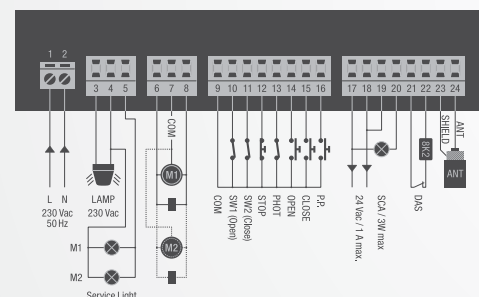 1 2
3 4 5
6 7 8
9 10 11 12 13 14 15 16
17 18 19 20 21 22 23 24
COM
SHIELD
ANT
8K2
ANT
M1
L N
230 Vac
50 Hz
LAMP
230 Vac
COM
SW1 (Open)
SW2 (Close)
STOP
PHOT
OPEN
CLOSE
P.P.
24 Vac / 1 A max.
SCA / 3W max
DAS
M1
M2
M2
Service Light